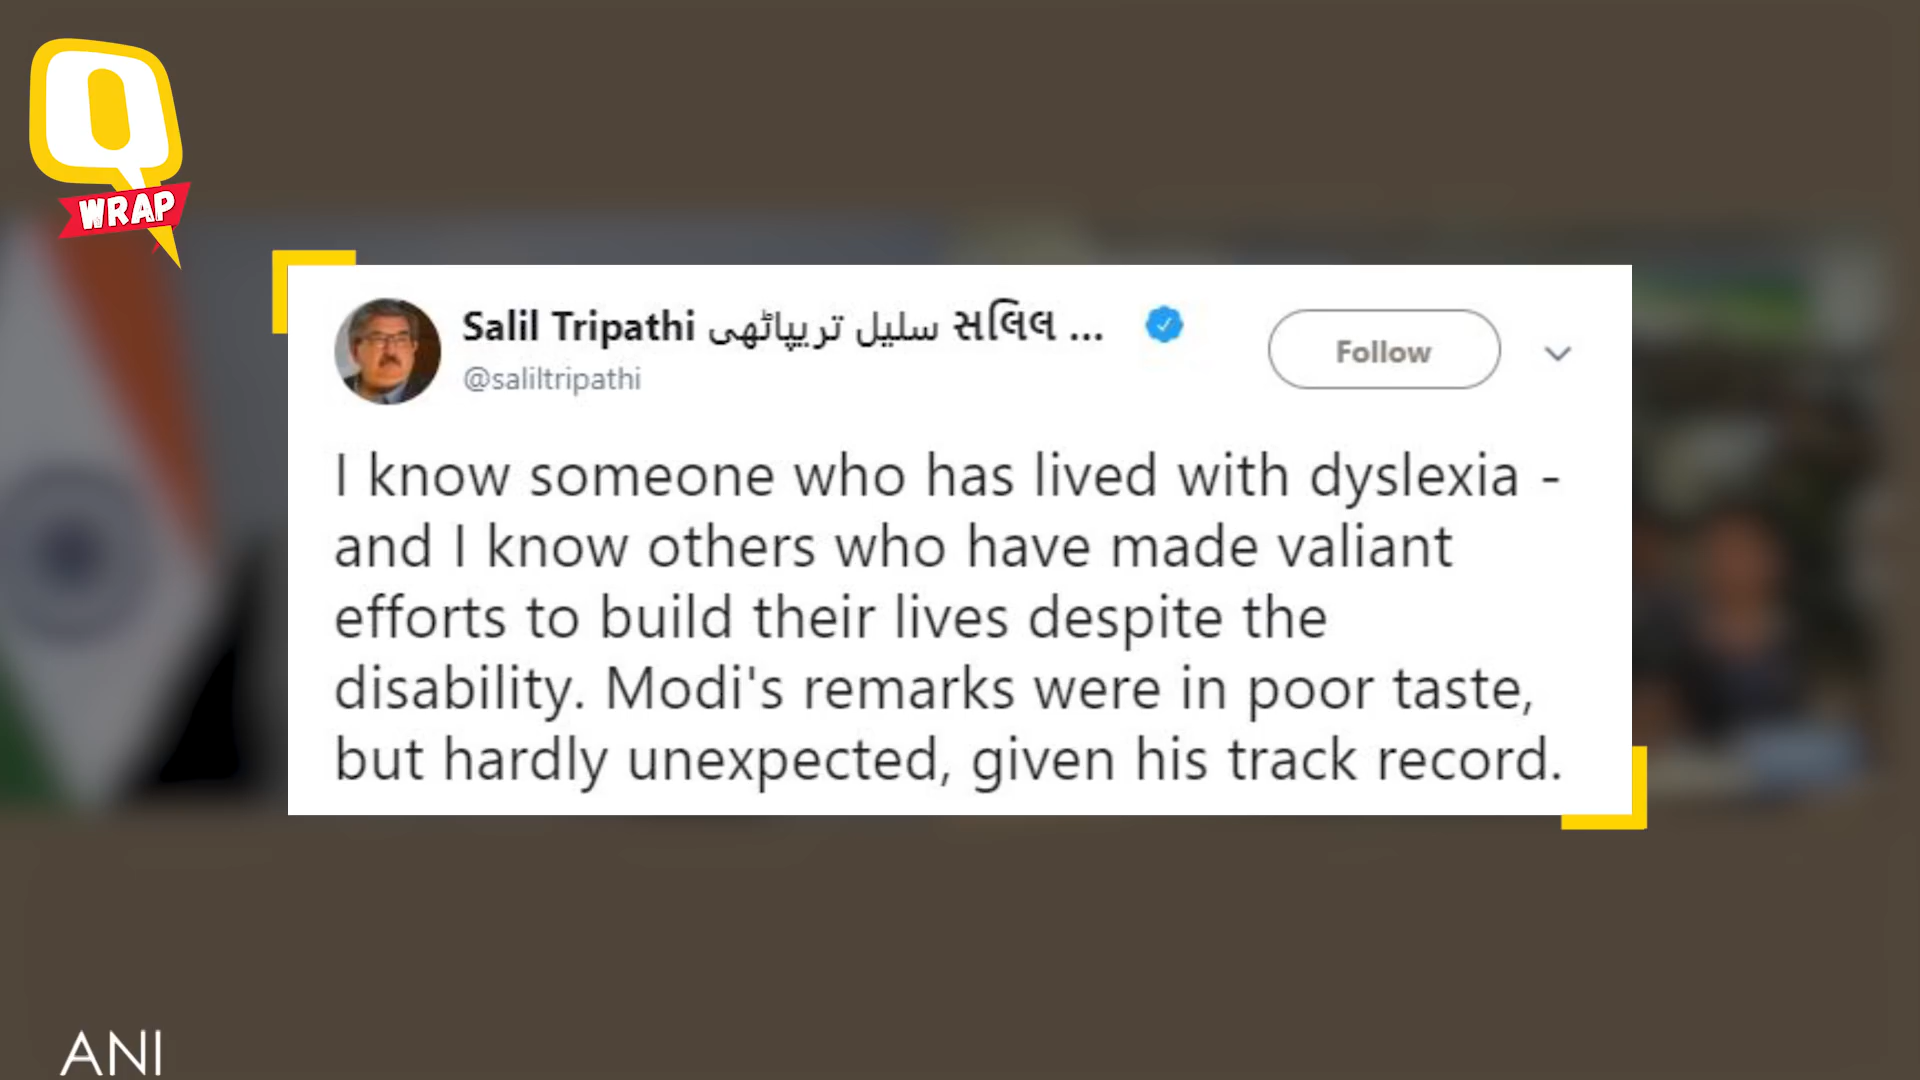 Q
WRAP
Salil Tripathi سلیل تریپاٹھی સલિલ ...
@saliltripathi
Follow
I know someone who has lived with dyslexia -
and I know others who have made valiant
efforts to build their lives despite the
disability. Modi's remarks were in poor taste,
but hardly unexpected, given his track record.
ANI